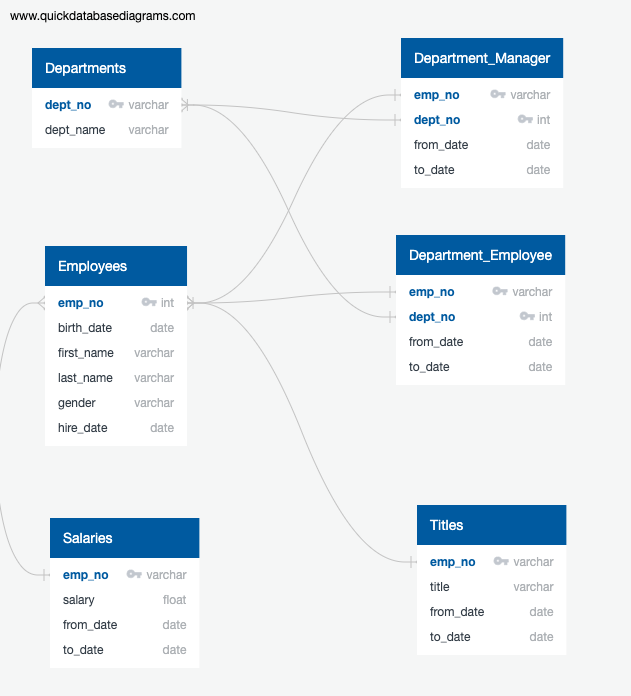 www.quickdatabasediagrams.com
Departments
dept_no varchar
dept_name varchar
Department_Manager
emp_no varchar
dept_no int
from_date date
to_date date
Employees
emp_no int
birth_date date
first_name varchar
last_name varchar
gender varchar
hire_date date
Department_Employee
emp_no varchar
dept_no int
from_date date
to_date date
Salaries
emp_no varchar
salary float
from_date date
to_date date
Titles
emp_no varchar
title varchar
from_date date
to_date date